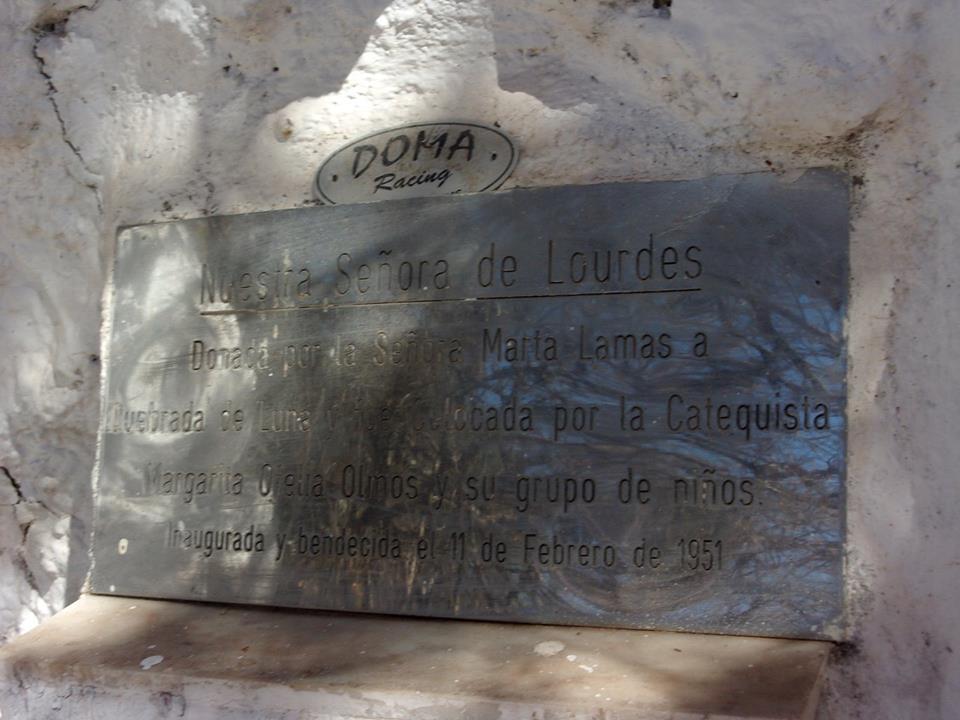 DOMA
Racing
Nuestra Señora de Lourdes
Donada por la Señora Marta Lamas a
Quebrada de Luna y fue Colocada por la Catequista
Margarita Ofelia Olmos y su grupo de niños.
Inaugurada y bendecida el 11 de Febrero de 1951